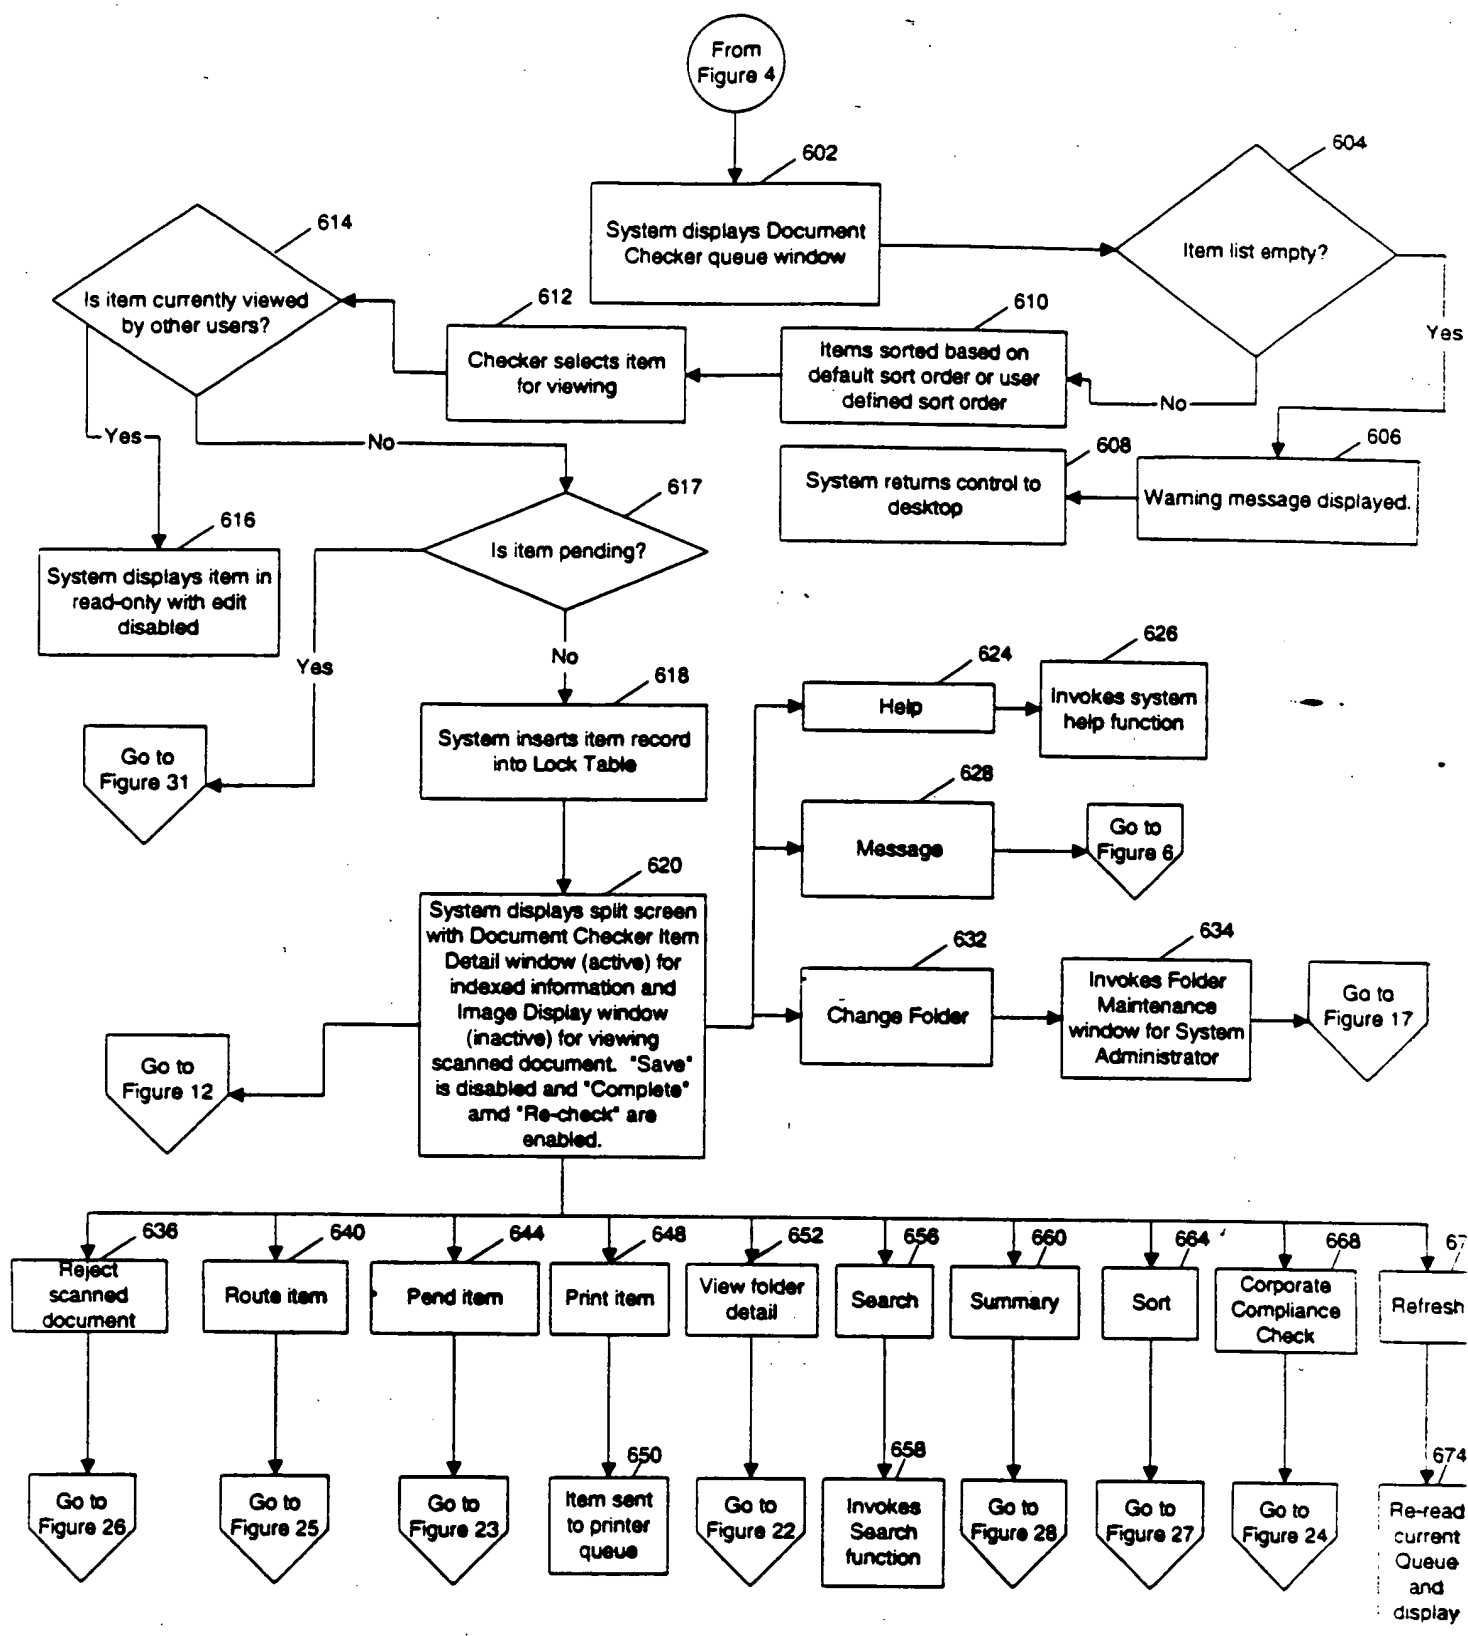 From
Figure 4
602
System displays Document
Checker queue window
604
Item list empty?
Yes
No
606
Warning message displayed.
608
System returns control to
desktop
610
Items sorted based on
default sort order or user
defined sort order
612
Checker selects item
for viewing
614
Is item currently viewed
by other users?
Yes
No
616
System displays item in
read-only with edit
disabled
617
Is item pending?
Yes
No
Go to
Figure 31
618
System inserts item record
into Lock Table
620
System displays split screen
with Document Checker Item
Detail window (active) for
indexed information and
Image Display window
(inactive) for viewing
scanned document. "Save"
is disabled and "Complete"
amd "Re-check" are
enabled.
Go to
Figure 12
624
Help
626
Invokes system
help function
628
Message
Go to
Figure 6
632
Change Folder
634
Invokes Folder
Maintenance
window for System
Administrator
Go to
Figure 17
636
Reject
scanned
document
Go to
Figure 26
640
Route item
Go to
Figure 25
644
Pend item
Go to
Figure 23
648
Print item
650
Item sent
to printer
queue
652
View folder
detail
Go to
Figure 22
656
Search
658
Invokes
Search
function
660
Summary
Go to
Figure 28
664
Sort
Go to
Figure 27
668
Corporate
Compliance
Check
Go to
Figure 24
Refresh
674
Re-read
current
Queue
and
display